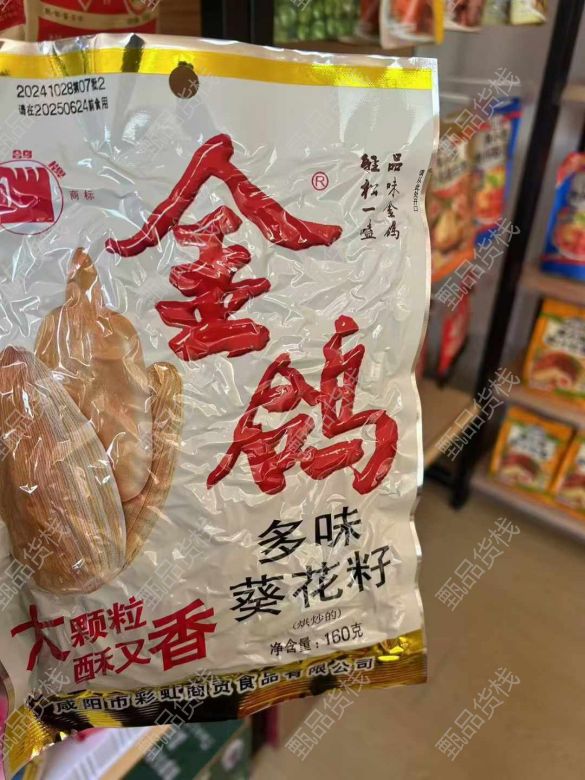 20241028第07批2
请在20250624前食用
商标
金鸽
®
品味金鸽
轻松一嗑
多味
葵花籽
(烘炒的)
净含量：160克
大颗粒
酥又香
咸阳市彩虹商贸食品有限公司
甄品货栈